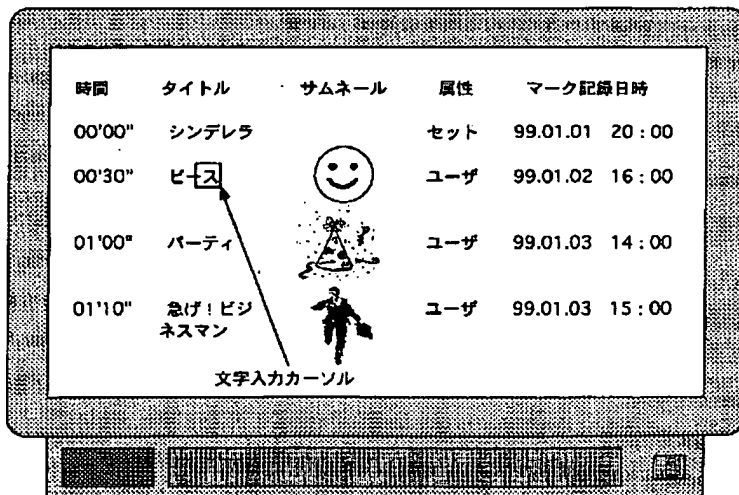 時間 タイトル サムネール 属性 マーク記録日時
00'00" シンデレラ セット 99.01.01 20:00
00'30" ピース ユーザ 99.01.02 16:00
01'00" パーティ ユーザ 99.01.03 14:00
01'10" 急げ!ビジ ユーザ 99.01.03 15:00
ネスマン
文字入力カーソル